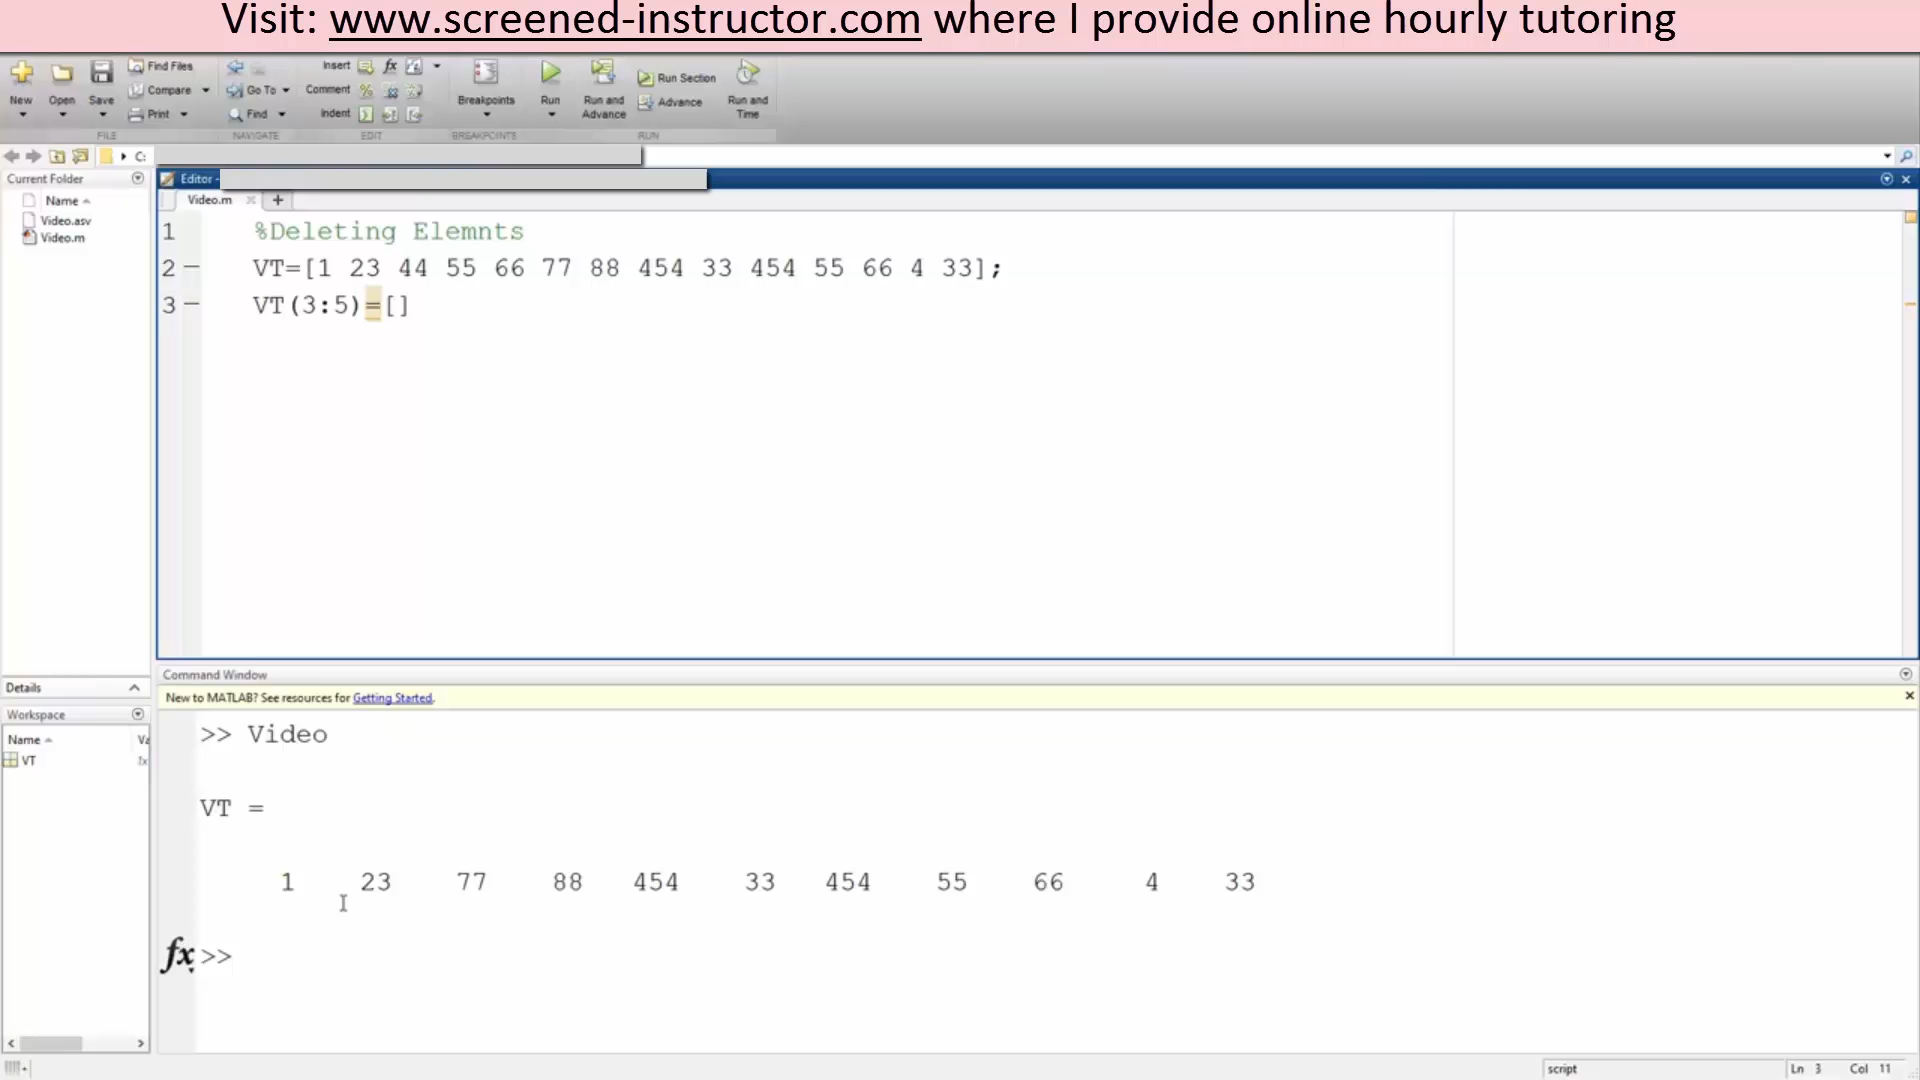 Visit: www.screened-instructor.com where I provide online hourly tutoring
New
Open
Save
Find Files
Compare
Print
FILE
Go To
Find
NAVIGATE
Insert fx
Comment %
Indent
EDIT
Breakpoints
BREAKPOINTS
Run
Run and Advance
Run Section
Advance
Run and Time
RUN
C:
Current Folder
Name
Video.asv
Video.m
Editor -
Video.m
1 %Deleting Elemnts
2 VT=[1 23 44 55 66 77 88 454 33 454 55 66 4 33];
3 VT(3:5)=[]
Details
Workspace
Name Va
VT 1x
Command Window
New to MATLAB? See resources for Getting Started.
>> Video
VT =
1 23 77 88 454 33 454 55 66 4 33
fx >>
script Ln 3 Col 11